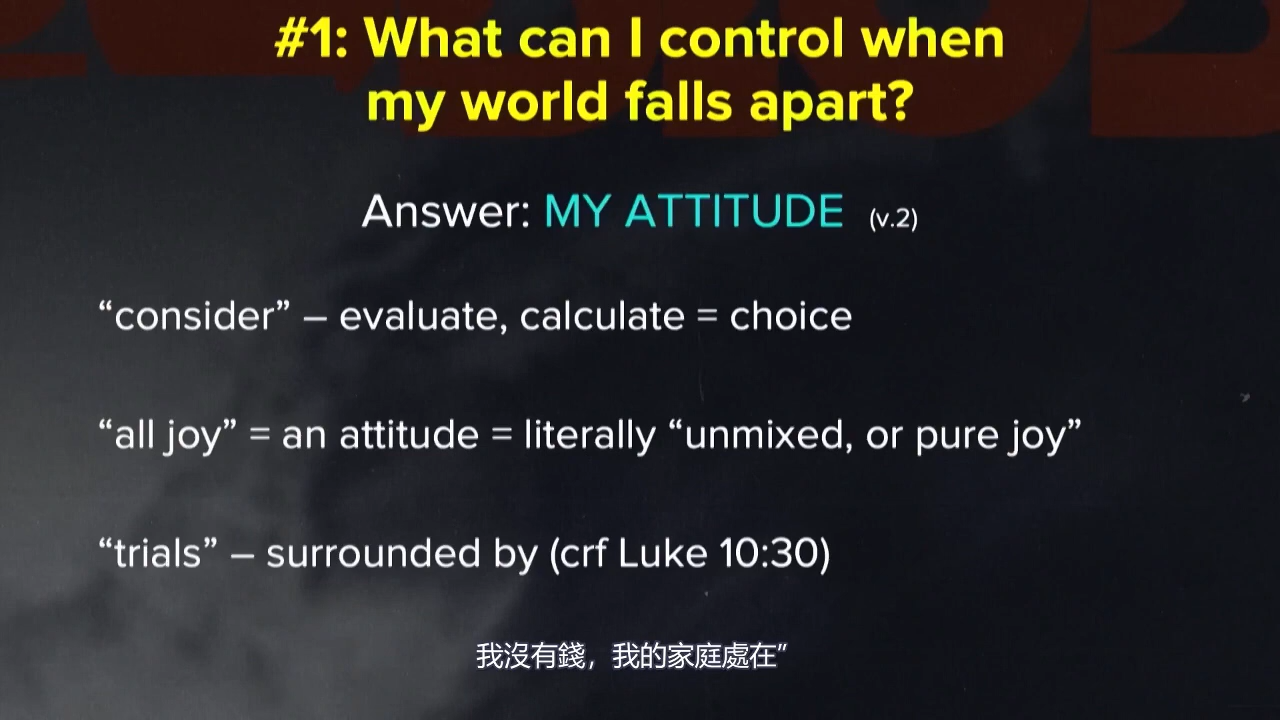 #1: What can I control when
my world falls apart?
Answer: MY ATTITUDE (v.2)
“consider” – evaluate, calculate = choice
“all joy” = an attitude = literally “unmixed, or pure joy”
“trials” – surrounded by (crf Luke 10:30)
我沒有錢，我的家庭處在”